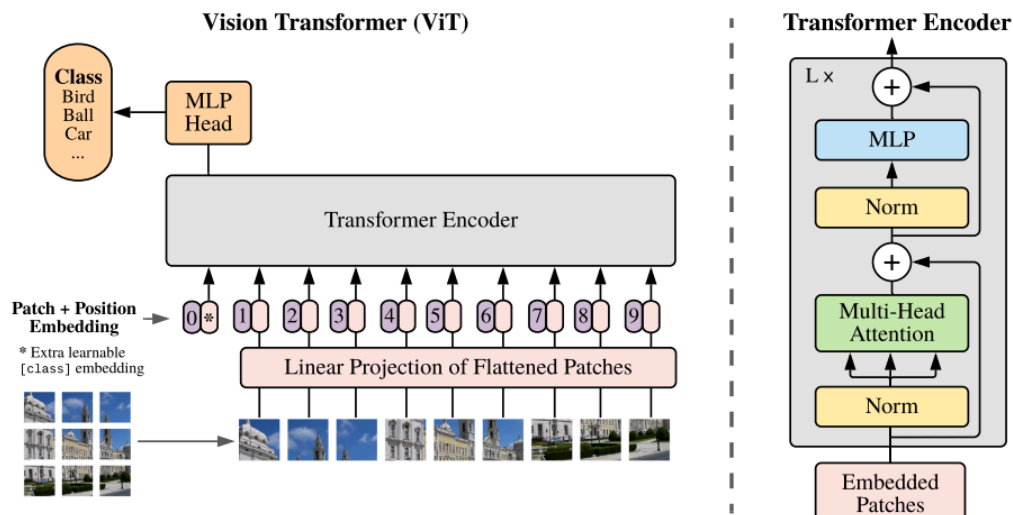 Vision Transformer (ViT)
Class
Bird
Ball
Car
...
MLP
Head
Transformer Encoder
Patch + Position
Embedding
0 * 1 2 3 4 5 6 7 8 9
* Extra learnable
[class] embedding
Linear Projection of Flattened Patches
Transformer Encoder
L x
+
MLP
Norm
+
Multi-Head
Attention
Norm
Embedded
Patches